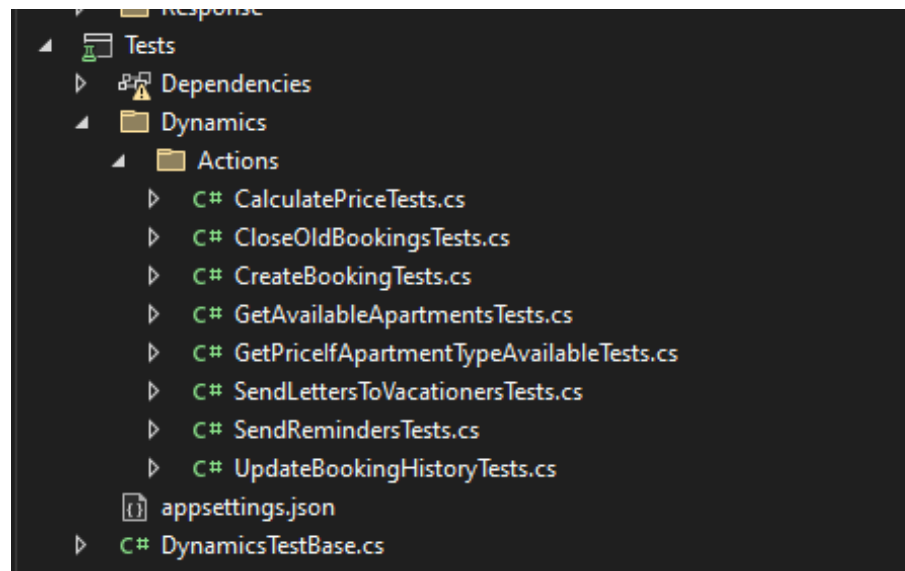 Response
Tests
Dependencies
Dynamics
Actions
C# CalculatePriceTests.cs
C# CloseOldBookingsTests.cs
C# CreateBookingTests.cs
C# GetAvailableApartmentsTests.cs
C# GetPriceIfApartmentTypeAvailableTests.cs
C# SendLettersToVacationersTests.cs
C# SendRemindersTests.cs
C# UpdateBookingHistoryTests.cs
appsettings.json
C# DynamicsTestBase.cs